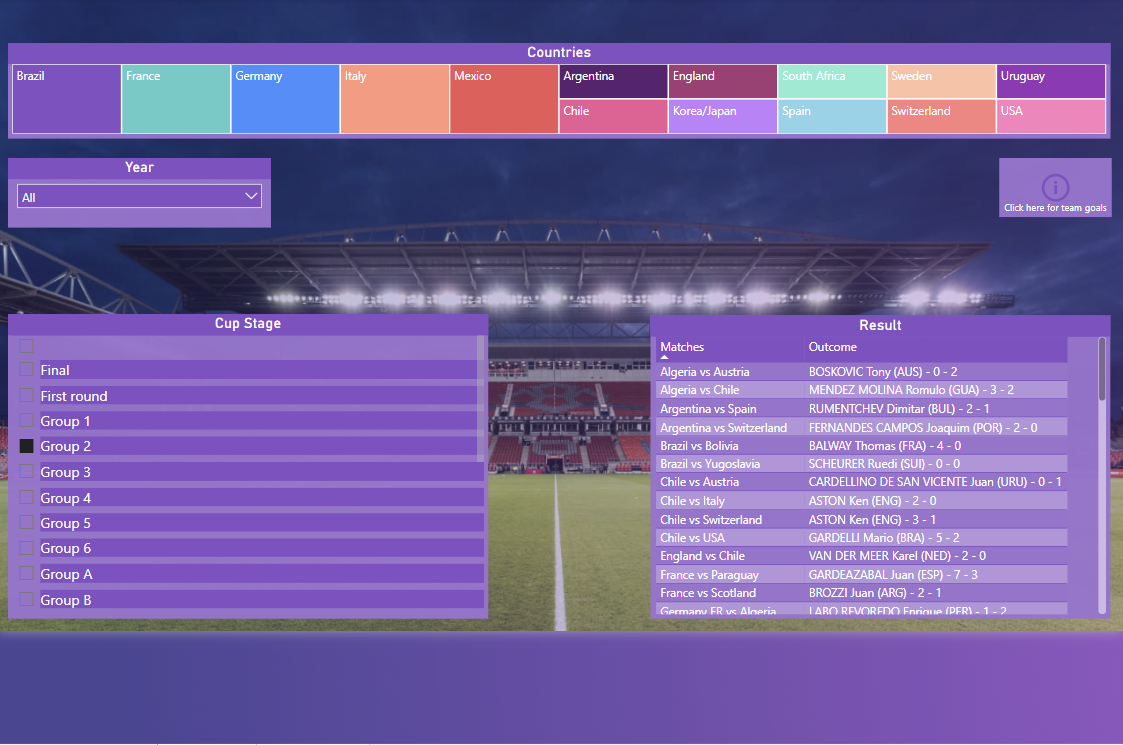 Countries
Brazil
France
Germany
Italy
Mexico
Argentina
England
South Africa
Sweden
Uruguay
Chile
Korea/Japan
Spain
Switzerland
USA
Year
All
Click here for team goals
Cup Stage
Final
First round
Group 1
Group 2
Group 3
Group 4
Group 5
Group 6
Group A
Group B
Result
Matches Outcome
Algeria vs Austria BOSKOVIC Tony (AUS) - 0 - 2
Algeria vs Chile MENDEZ MOLINA Romulo (GUA) - 3 - 2
Argentina vs Spain RUMENTCHEV Dimitar (BUL) - 2 - 1
Argentina vs Switzerland FERNANDES CAMPOS Joaquim (POR) - 2 - 0
Brazil vs Bolivia BALWAY Thomas (FRA) - 4 - 0
Brazil vs Yugoslavia SCHEURER Ruedi (SUI) - 0 - 0
Chile vs Austria CARDELLINO DE SAN VICENTE Juan (URU) - 0 - 1
Chile vs Italy ASTON Ken (ENG) - 2 - 0
Chile vs Switzerland ASTON Ken (ENG) - 3 - 1
Chile vs USA GARDELLI Mario (BRA) - 5 - 2
England vs Chile VAN DER MEER Karel (NED) - 2 - 0
France vs Paraguay GARDEAZABAL Juan (ESP) - 7 - 3
France vs Scotland BROZZI Juan (ARG) - 2 - 1
Germany FR vs Algeria LABO REVOREDO Enrique (PER) - 1 - 2